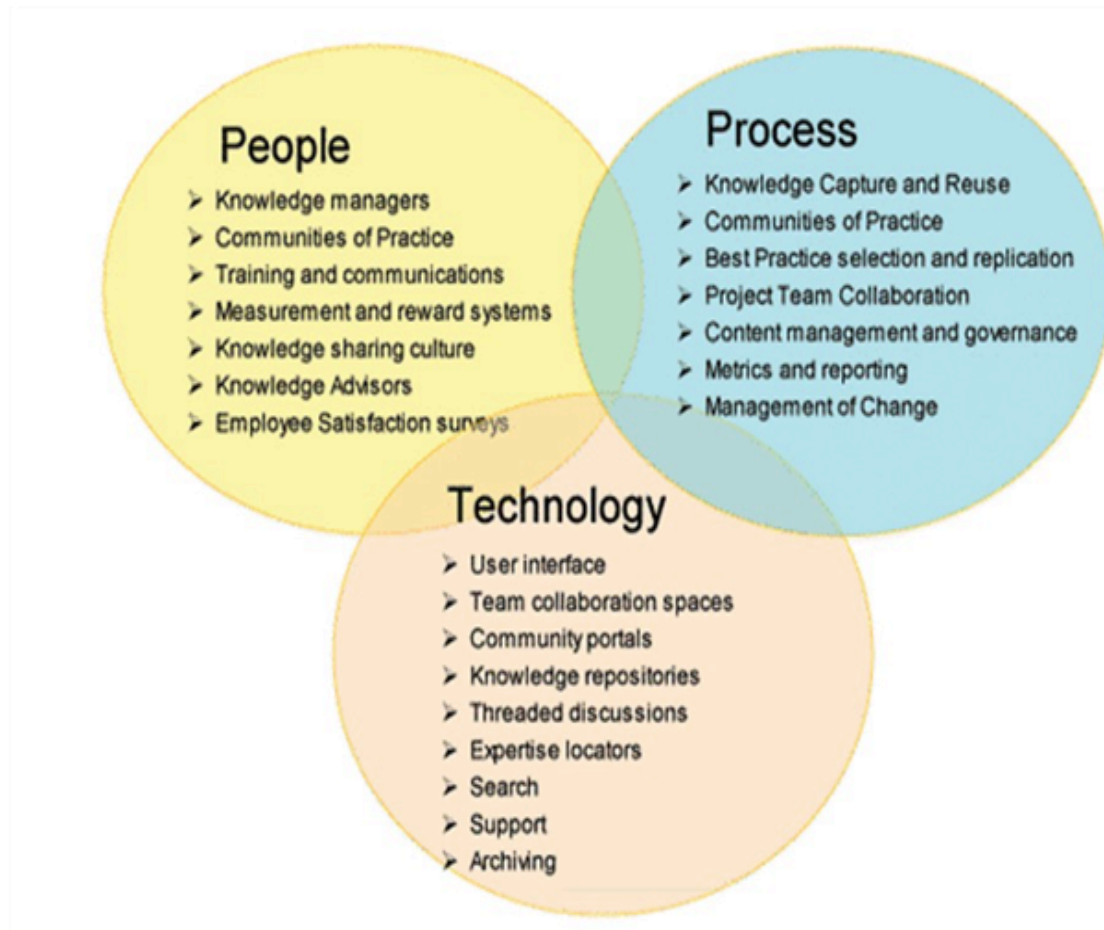 People
➢ Knowledge managers
➢ Communities of Practice
➢ Training and communications
➢ Measurement and reward systems
➢ Knowledge sharing culture
➢ Knowledge Advisors
➢ Employee Satisfaction surveys
Process
➢ Knowledge Capture and Reuse
➢ Communities of Practice
➢ Best Practice selection and replication
➢ Project Team Collaboration
➢ Content management and governance
➢ Metrics and reporting
➢ Management of Change
Technology
➢ User interface
➢ Team collaboration spaces
➢ Community portals
➢ Knowledge repositories
➢ Threaded discussions
➢ Expertise locators
➢ Search
➢ Support
➢ Archiving